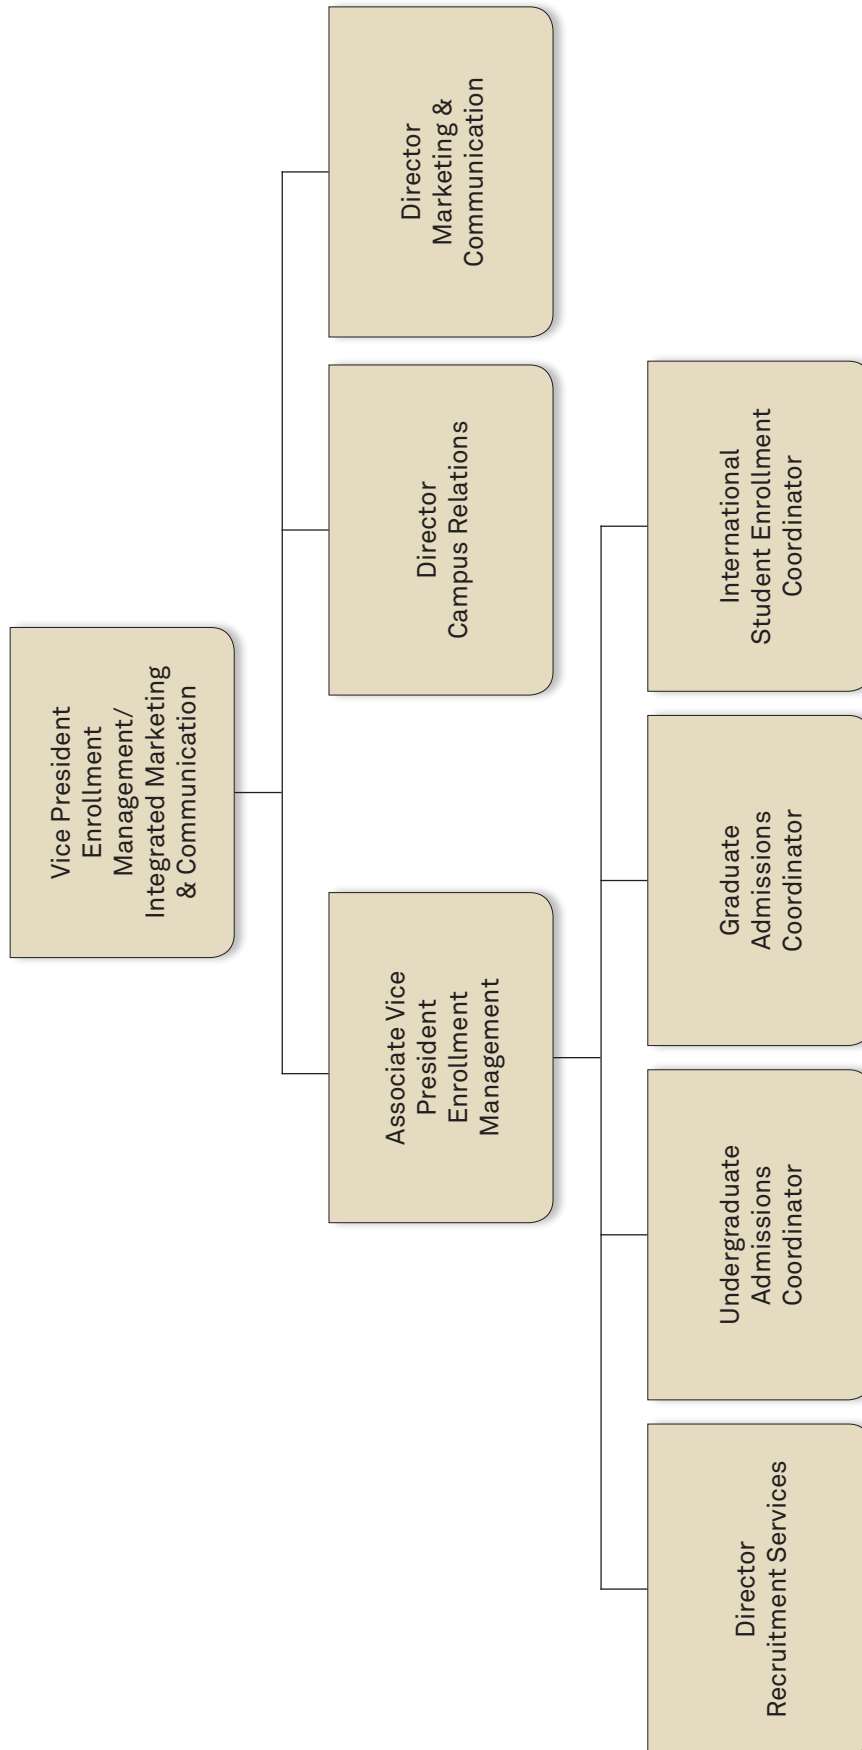 Vice President
Enrollment
Management/
Integrated Marketing
& Communication
Associate Vice
President
Enrollment
Management
Director
Campus Relations
Director
Marketing &
Communication
Director
Recruitment Services
Undergraduate
Admissions
Coordinator
Graduate
Admissions
Coordinator
International
Student Enrollment
Coordinator